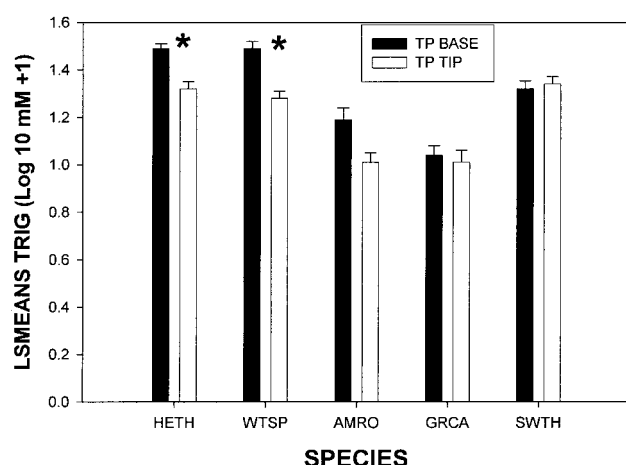 LSMEANS TRIG (Log 10 mM +1)
1.6
1.4
1.2
1.0
0.8
0.6
0.4
0.2
0.0
TP BASE
TP TIP
* *
HETH WTSP AMRO GRCA SWTH
SPECIES